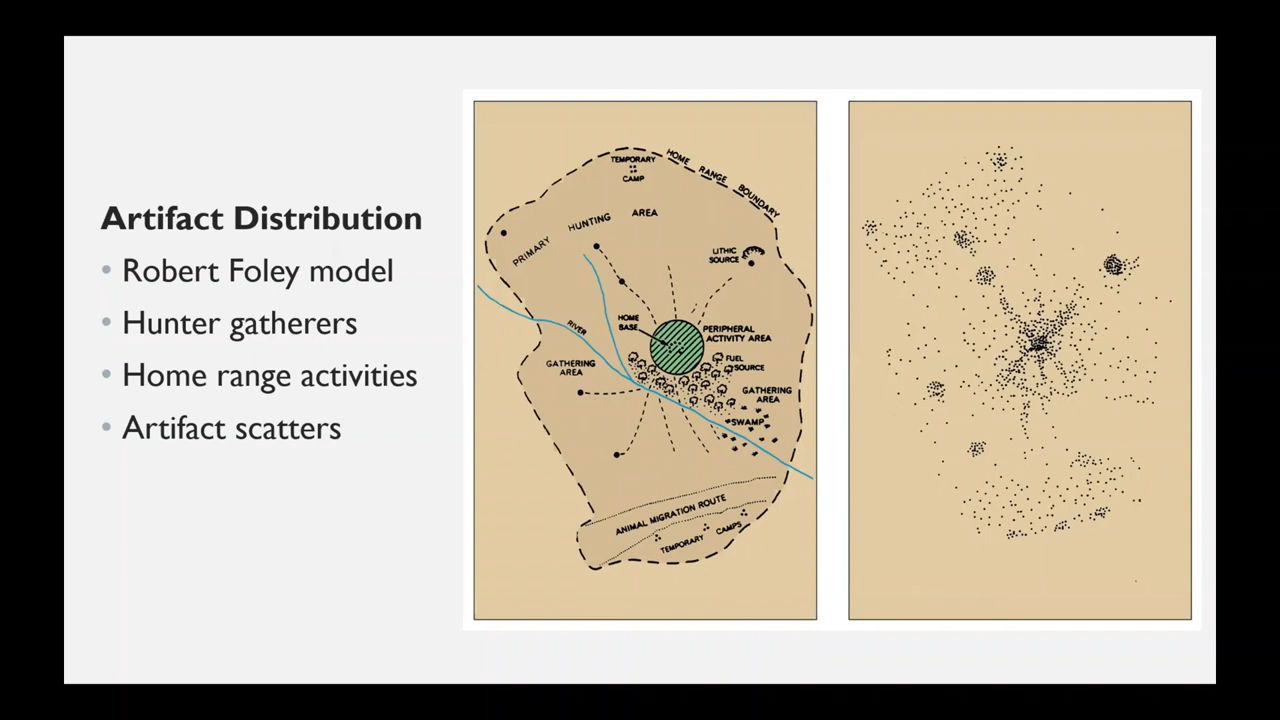 Artifact Distribution
• Robert Foley model
• Hunter gatherers
• Home range activities
• Artifact scatters
TEMPORARY
CAMP
HOME RANGE BOUNDARY
PRIMARY HUNTING AREA
LITHIC
SOURCE
HOME
BASE
RIVER
PERIPHERAL
ACTIVITY AREA
FUEL
SOURCE
GATHERING
AREA
GATHERING
AREA
SWAMP
ANIMAL MIGRATION ROUTE
TEMPORARY CAMPS